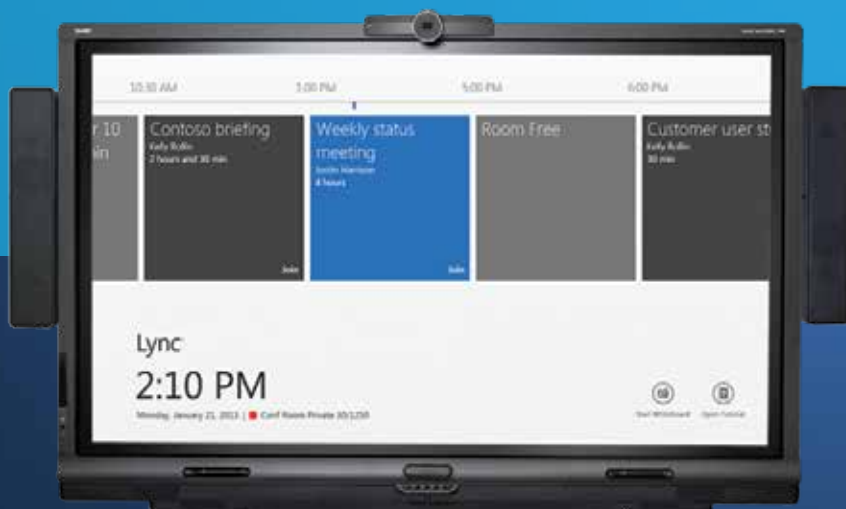 10:30 AM
1:00 PM
5:00 PM
6:00 PM
r 10
in
Contoso briefing
Kelly Rollin
2 hours and 30 min
Join
Weekly status
meeting
Justin Harrison
4 hours
Join
Room Free
Customer user st
Kelly Rollin
30 min
Lync
2:10 PM
Monday, January 21, 2013 | Conf Room Private 30/1250
Start Whiteboard
Open Tutorial